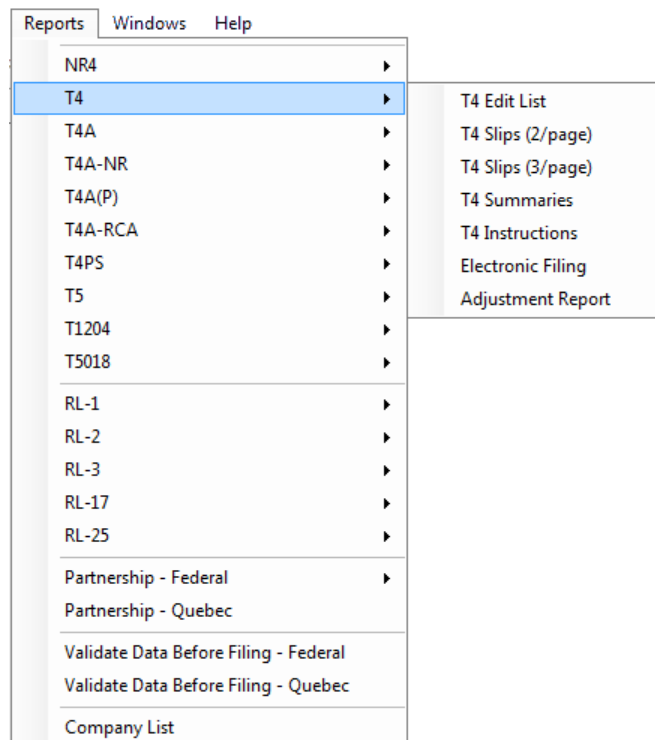 Reports Windows Help
NR4
T4
T4A
T4A-NR
T4A(P)
T4A-RCA
T4PS
T5
T1204
T5018
RL-1
RL-2
RL-3
RL-17
RL-25
Partnership - Federal
Partnership - Quebec
Validate Data Before Filing - Federal
Validate Data Before Filing - Quebec
Company List
T4 Edit List
T4 Slips (2/page)
T4 Slips (3/page)
T4 Summaries
T4 Instructions
Electronic Filing
Adjustment Report